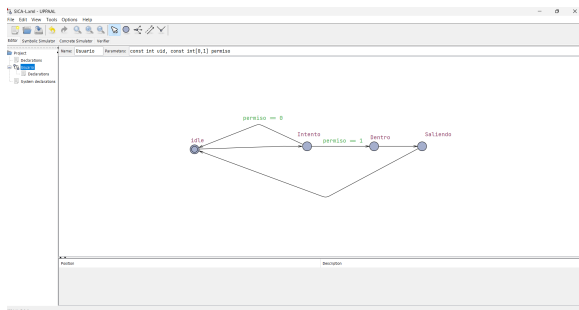 SICA-Lund - UPPAAL
File Edit View Tools Options Help
Editor Symbolic Simulator Concrete Simulator Verifier
Project
Declarations
Usuario
Declarations
System declarations
Name: Usuario Parameters: const int uid, const int[0,1] permiso
permiso == 0
idle
Intento
permiso == 1
Dentro
Saliendo
Position Description